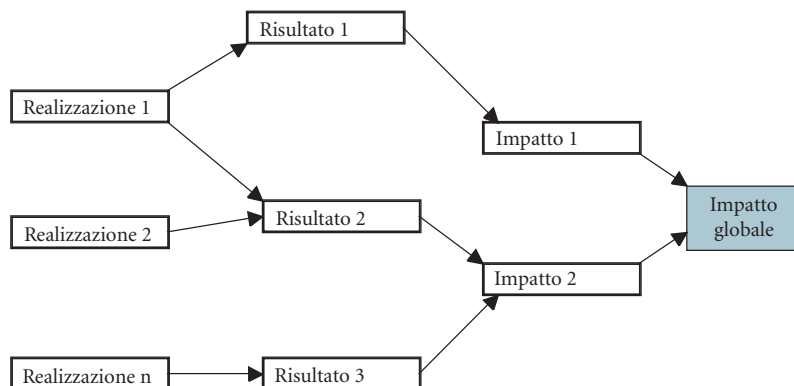 Risultato 1
Realizzazione 1
Impatto 1
Impatto
globale
Risultato 2
Realizzazione 2
Impatto 2
Realizzazione n
Risultato 3